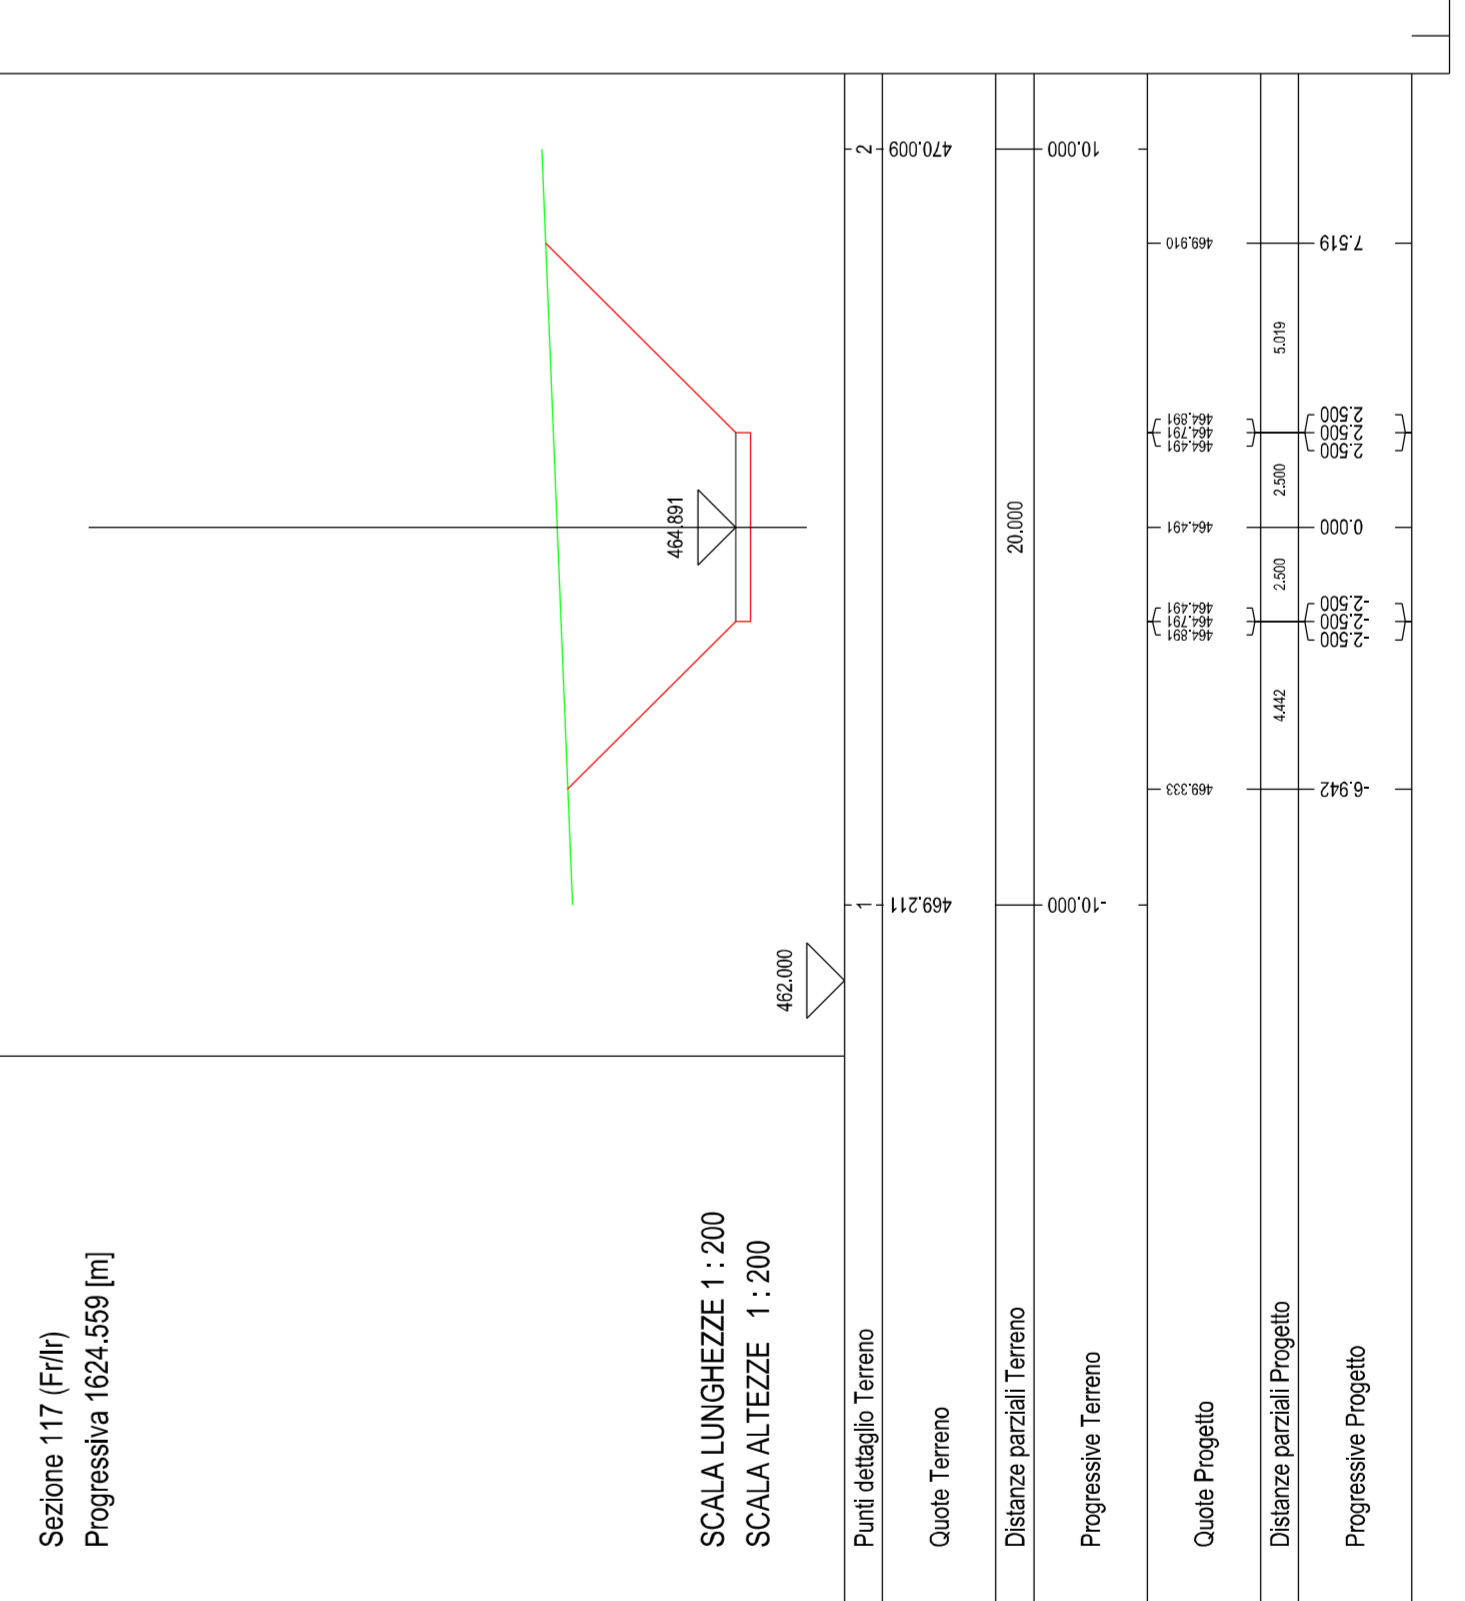 Sezione 117 (Fr/Ir)
Progressiva 1624.559 [m]
464.891
SCALA LUNGHEZZE 1 : 200
SCALA ALTEZZE 1 : 200
462.000
Punti dettaglio Terreno 1 2
Quote Terreno 469.211 470.009
Distanze parziali Terreno 20.000
Progressive Terreno -10.000 10.000
Quote Progetto 469.333 464.891 464.791 464.491 464.491 464.491 464.791 464.891 469.910
Distanze parziali Progetto 4.442 2.500 2.500 5.019
Progressive Progetto -6.942 -2.500 -2.500 -2.500 0.000 2.500 2.500 2.500 7.519